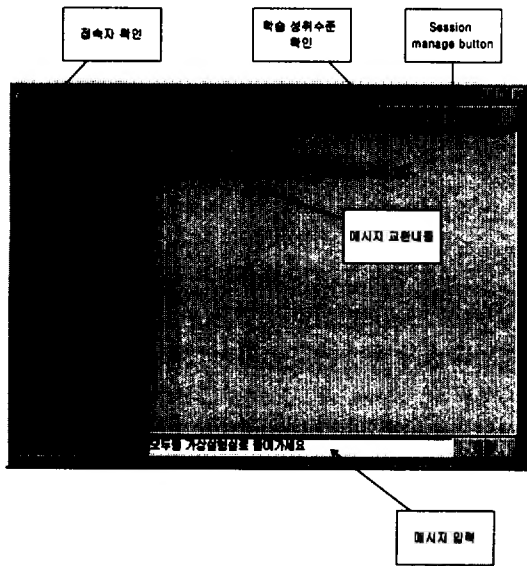 접속자 확인
학습 성취수준
확인
Session
manage button
메시지 교환내용
모두들 가상실험실로 들어가세요
메시지 입력